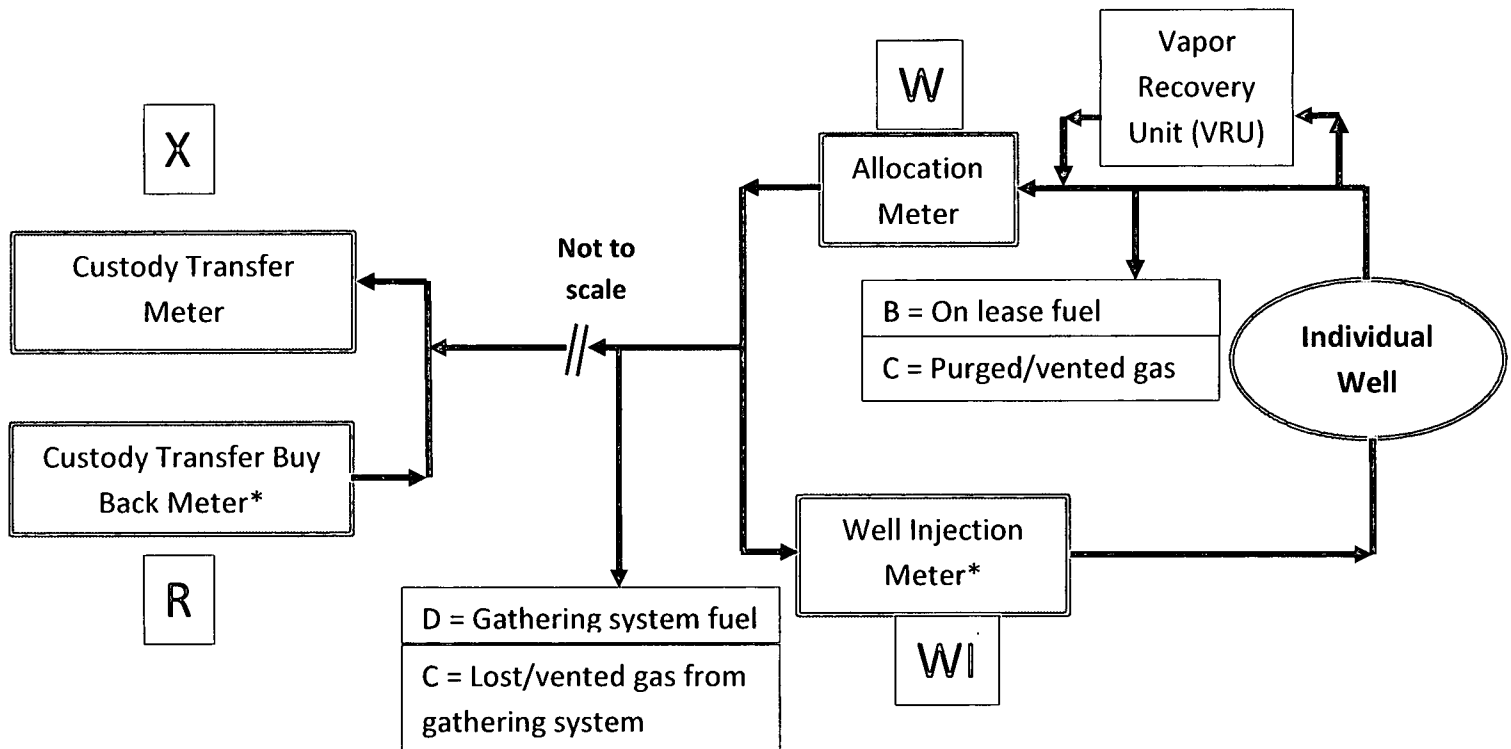 W
Vapor
Recovery
Unit (VRU)
X
Allocation
Meter
Not to
scale
Custody Transfer
Meter
B = On lease fuel
C = Purged/vented gas
Individual
Well
Custody Transfer Buy
Back Meter*
Well Injection
Meter*
R
D = Gathering system fuel
C = Lost/vented gas from
gathering system
WI